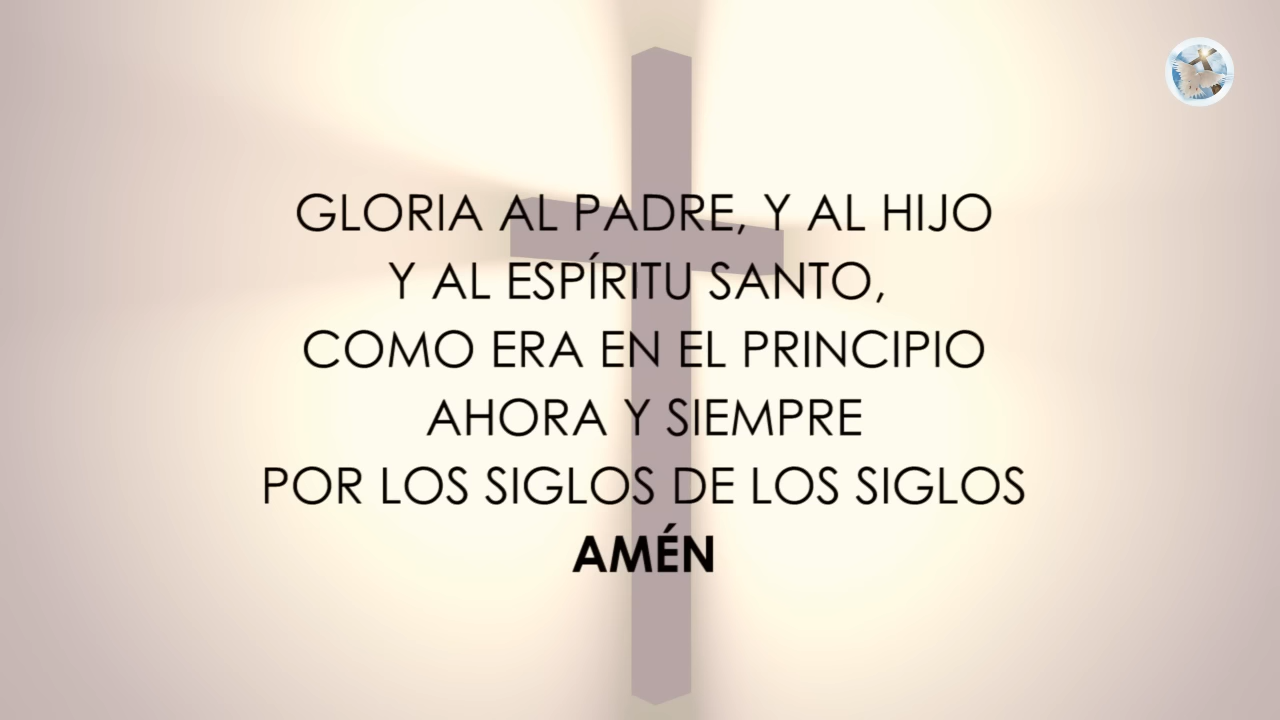 GLORIA AL PADRE, Y AL HIJO
Y AL ESPÍRITU SANTO,
COMO ERA EN EL PRINCIPIO
AHORA Y SIEMPRE
POR LOS SIGLOS DE LOS SIGLOS
AMÉN